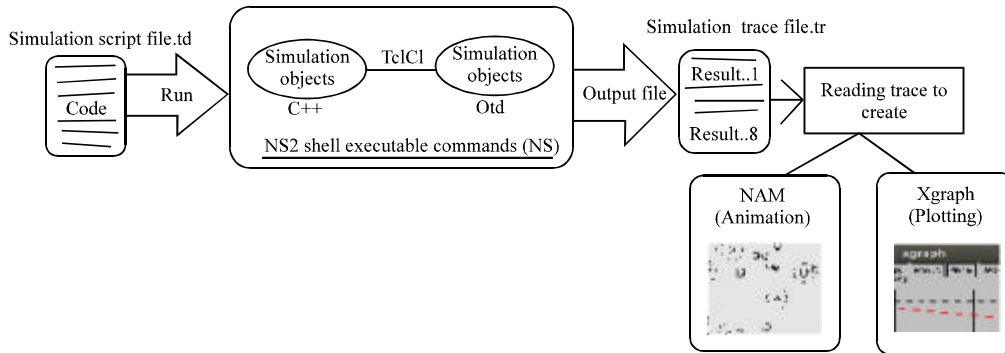 Simulation script file.td
Code
Run
Simulation
objects
C++
TclCl
Simulation
objects
Otd
NS2 shell executable commands (NS)
Output file
Simulation trace file.tr
Result..1
Result..8
Reading trace to
create
NAM
(Animation)
Xgraph
(Plotting)
xgraph